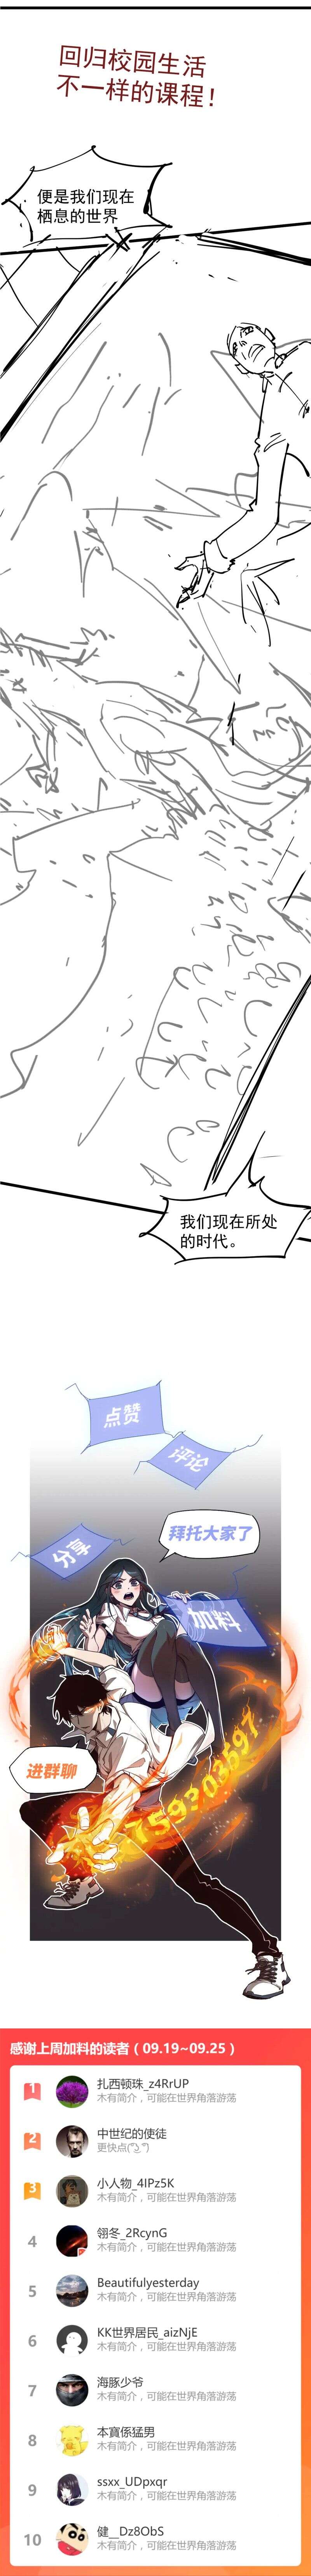 回归校园生活
不一样的课程！
便是我们现在
栖息的世界
我们现在所处
的时代。
点赞
评论
分享
拜托大家了
加料
进群聊
759303597
感谢上周加料的读者（09.19~09.25）
1
扎西顿珠_z4RrUP
木有简介，可能在世界角落游荡
2
中世纪的使徒
更快点(͡° ͜ʖ ͡°)
3
小人物_4IPz5K
木有简介，可能在世界角落游荡
4
翎冬_2RcynG
木有简介，可能在世界角落游荡
5
Beautifulyesterday
木有简介，可能在世界角落游荡
6
KK世界居民_aizNjE
木有简介，可能在世界角落游荡
7
海豚少爷
木有简介，可能在世界角落游荡
8
本寶係猛男
木有简介，可能在世界角落游荡
9
ssxx_UDpxqr
木有简介，可能在世界角落游荡
10
健__Dz8ObS
木有简介，可能在世界角落游荡